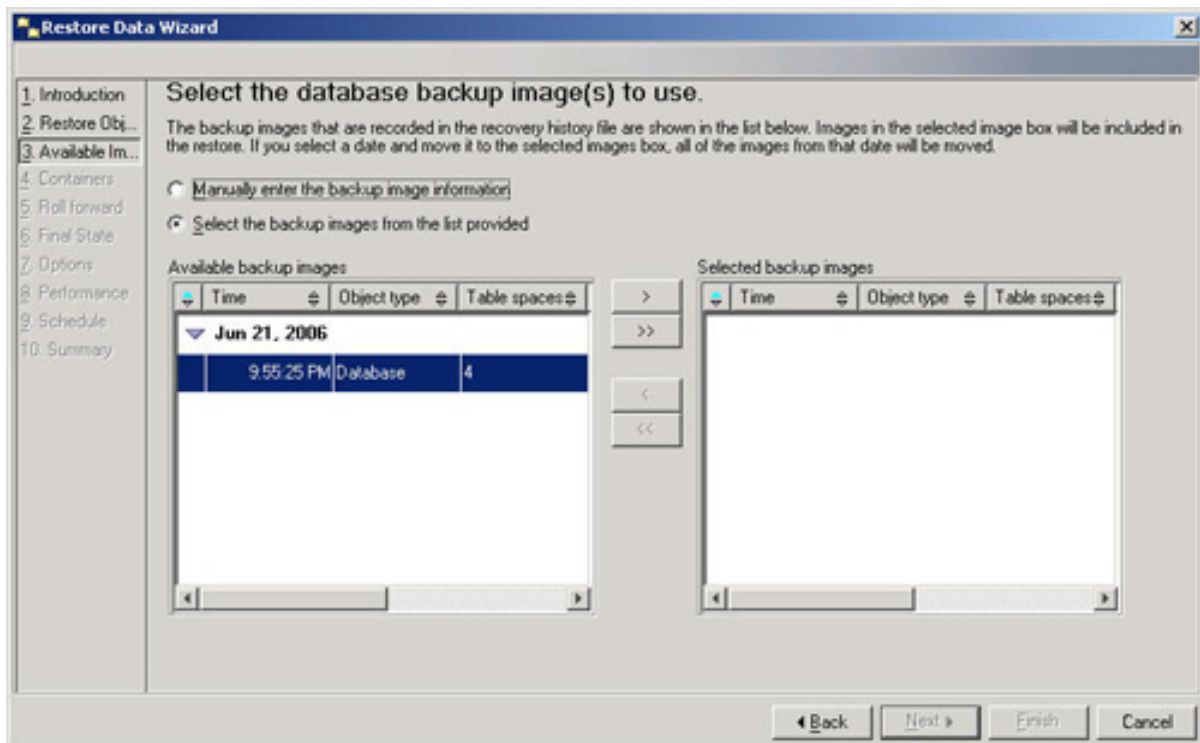 Restore Data Wizard
1. Introduction
2. Restore Obj...
3. Available Im...
4. Containers
5. Roll forward
6. Final State
7. Options
8. Performance
9. Schedule
10. Summary
Select the database backup image(s) to use.
The backup images that are recorded in the recovery history file are shown in the list below. Images in the selected image box will be included in
the restore. If you select a date and move it to the selected images box, all of the images from that date will be moved.
Manually enter the backup image information
Select the backup images from the list provided
Available backup images
Time Object type Table spaces
Jun 21, 2006
9:55:25 PM Database 4
>
>>
<
<<
Selected backup images
Time Object type Table spaces
Back Next Finish Cancel